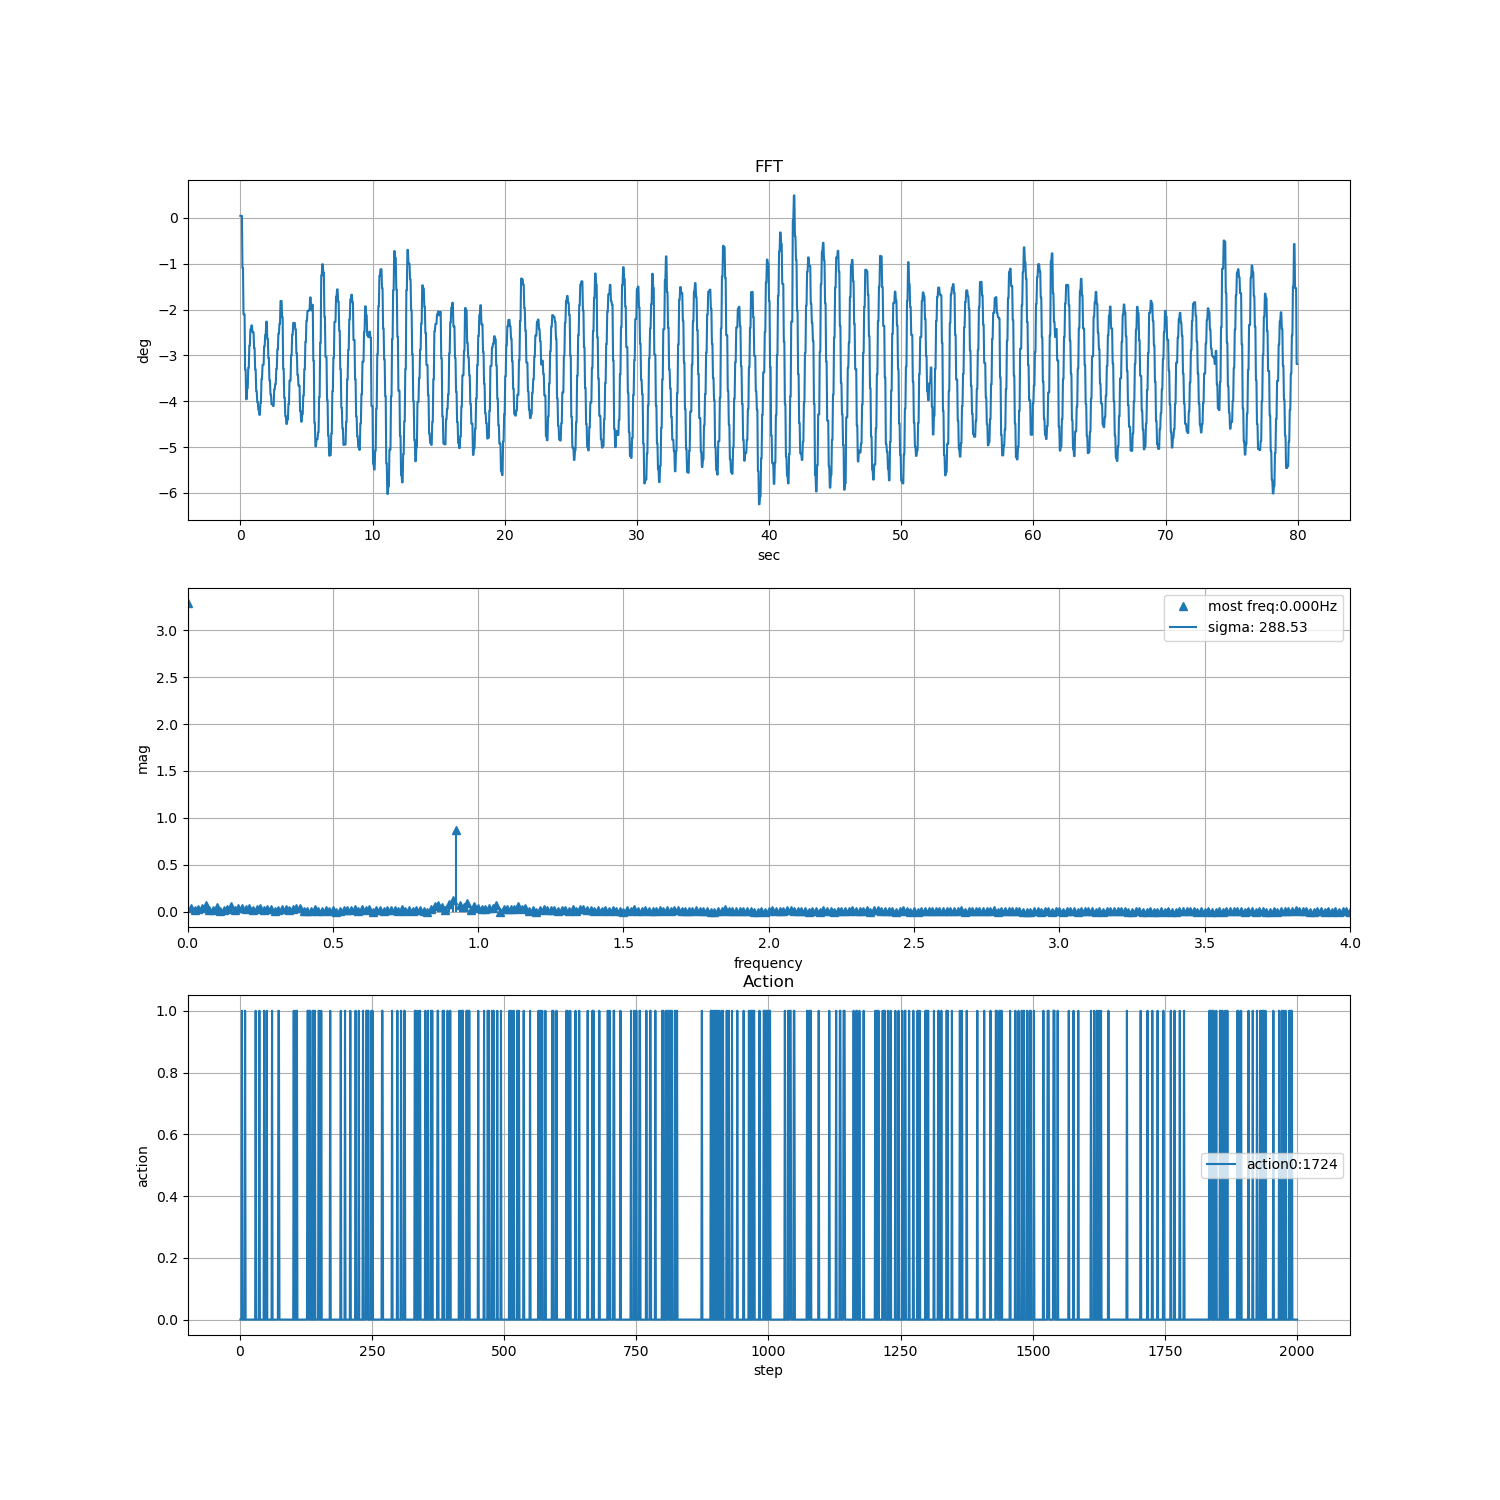 FFT
0
−1
−2
−3
−4
−5
−6
deg
0 10 20 30 40 50 60 70 80
sec
most freq:0.000Hz
sigma: 288.53
3.0
2.5
2.0
1.5
1.0
0.5
0.0
mag
0.0 0.5 1.0 1.5 2.0 2.5 3.0 3.5 4.0
frequency
Action
1.0
0.8
0.6
0.4
0.2
0.0
action
action0:1724
0 250 500 750 1000 1250 1500 1750 2000
step